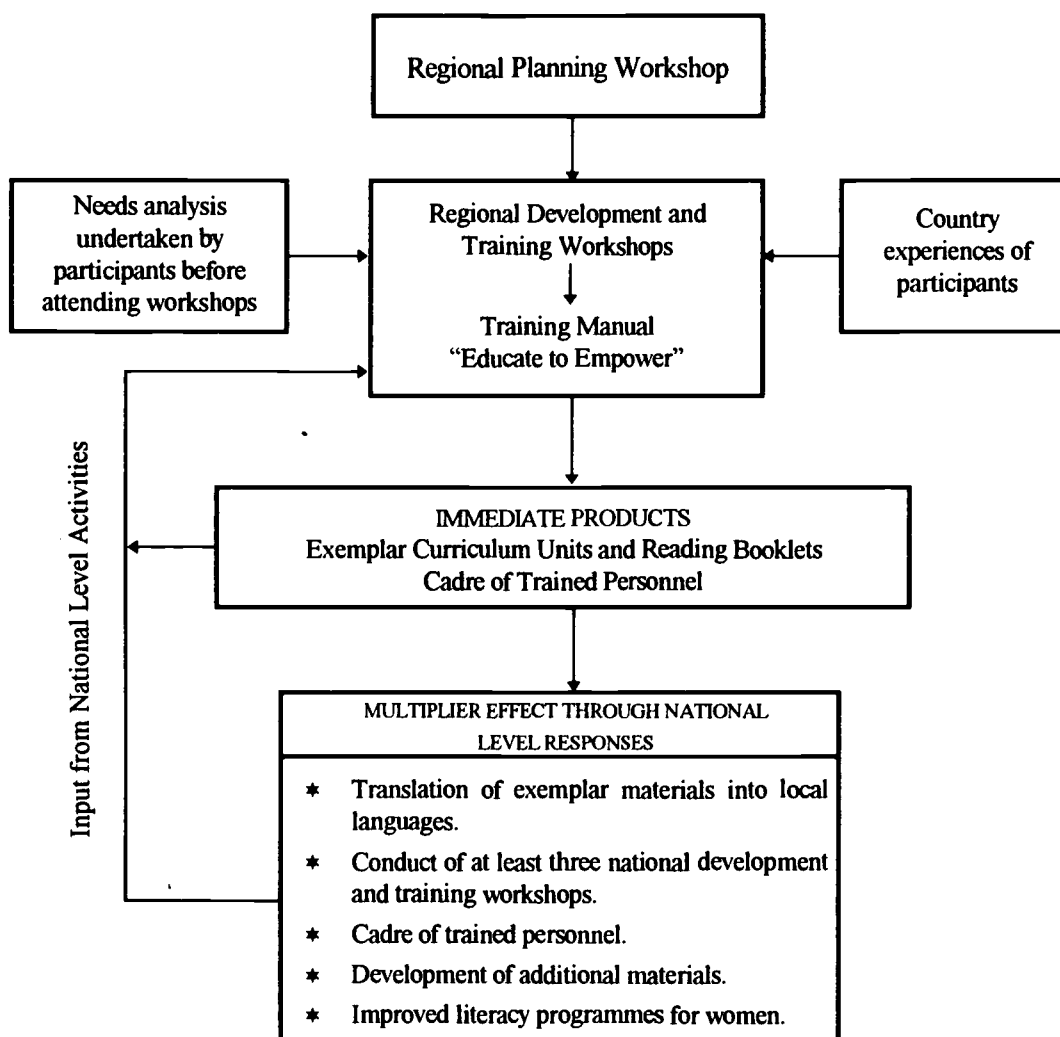 Regional Planning Workshop
Needs analysis
undertaken by
participants before
attending workshops
Regional Development and
Training Workshops
Training Manual
“Educate to Empower”
Country
experiences of
participants
Input from National Level Activities
IMMEDIATE PRODUCTS
Exemplar Curriculum Units and Reading Booklets
Cadre of Trained Personnel
MULTIPLIER EFFECT THROUGH NATIONAL
LEVEL RESPONSES
* Translation of exemplar materials into local
languages.
* Conduct of at least three national development
and training workshops.
* Cadre of trained personnel.
* Development of additional materials.
* Improved literacy programmes for women.